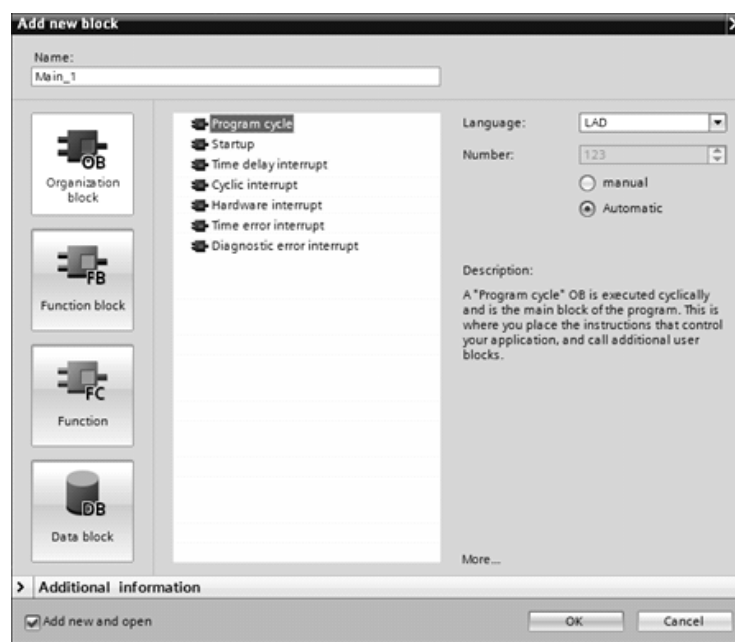 Add new block
Name:
Main_1
OB
Organization
block
FB
Function block
FC
Function
DB
Data block
Program cycle
Startup
Time delay interrupt
Cyclic interrupt
Hardware interrupt
Time error interrupt
Diagnostic error interrupt
Language:
LAD
Number:
123
manual
Automatic
Description:
A "Program cycle" OB is executed cyclically
and is the main block of the program. This is
where you place the instructions that control
your application, and call additional user
blocks.
More...
> Additional information
Add new and open
OK
Cancel